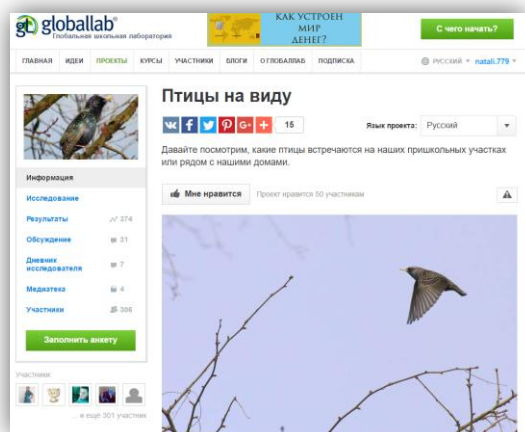 globallab®
Глобальная школьная лаборатория
КАК УСТРОЕН
МИР
ДЕНЕГ?
С чего начать?
ГЛАВНАЯ ИДЕИ ПРОЕКТЫ КУРСЫ УЧАСТНИКИ БЛОГИ О ГЛОБАЛЛАБ ПОДПИСКА РУССКИЙ natali.779
Птицы на виду
15
Язык проекта: Русский
Давайте посмотрим, какие птицы встречаются на наших пришкольных участках
или рядом с нашими домами.
Мне нравится Проект нравится 50 участникам
Информация
Исследование
Результаты 274
Обсуждение 31
Дневник
исследователя 7
Медиатека 4
Участники 306
Заполнить анкету
Участники:
... и ещё 301 участник